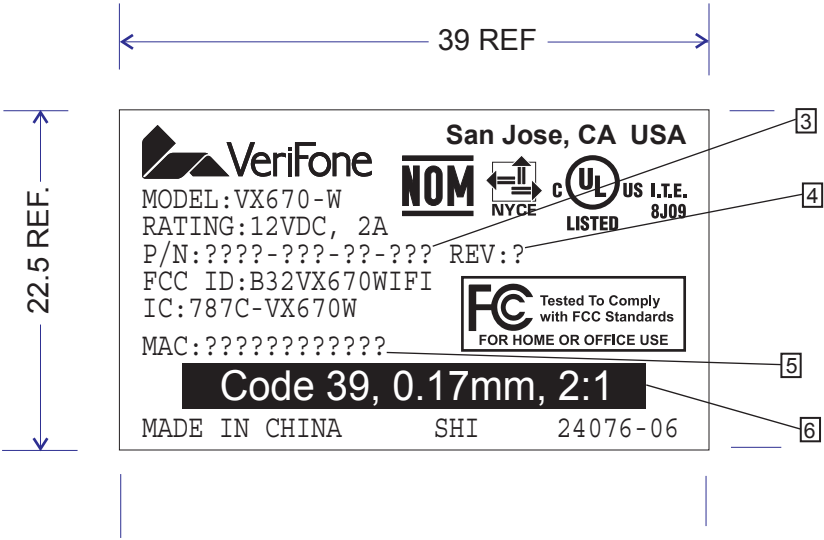 39 REF
22.5 REF.
San Jose, CA USA
VeriFone
NOM
NYCE
C UL US I.T.E.
LISTED 8J09
MODEL:VX670-W
RATING:12VDC, 2A
P/N:????-???-??-??? REV:?
FCC ID:B32VX670WIFI
IC:787C-VX670W
FC Tested To Comply
with FCC Standards
FOR HOME OR OFFICE USE
MAC:????????????
Code 39, 0.17mm, 2:1
MADE IN CHINA SHI 24076-06
3
4
5
6